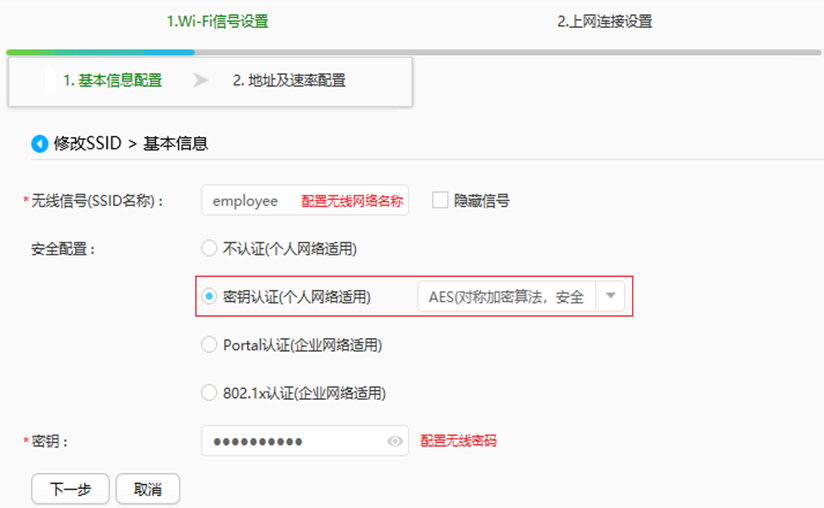 1.Wi-Fi信号设置 2.上网连接设置
1. 基本信息配置 2. 地址及速率配置
修改SSID > 基本信息
*无线信号(SSID名称)： employee 配置无线网络名称 隐藏信号
安全配置： 不认证(个人网络适用)
密钥认证(个人网络适用) AES(对称加密算法，安全
Portal认证(企业网络适用)
802.1x认证(企业网络适用)
*密钥： ●●●●●●●●●● 配置无线密码
下一步 取消